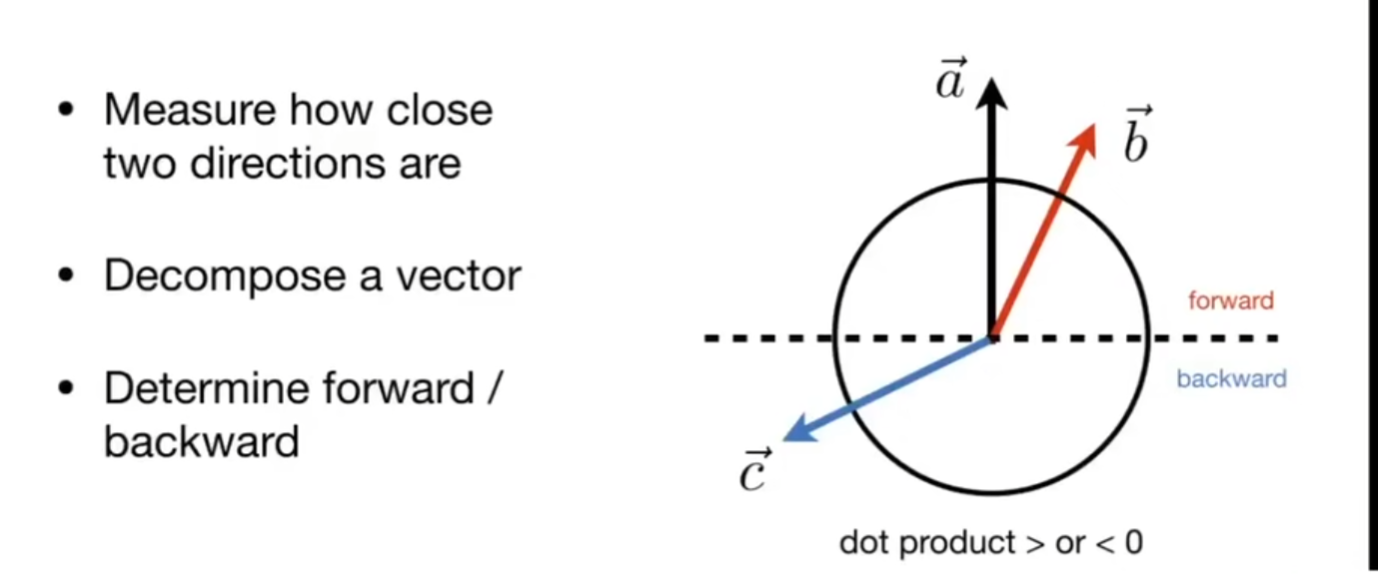 • Measure how close
two directions are
• Decompose a vector
• Determine forward /
backward
$\vec{a}$
$\vec{b}$
forward
backward
$\vec{c}$
dot product > or < 0